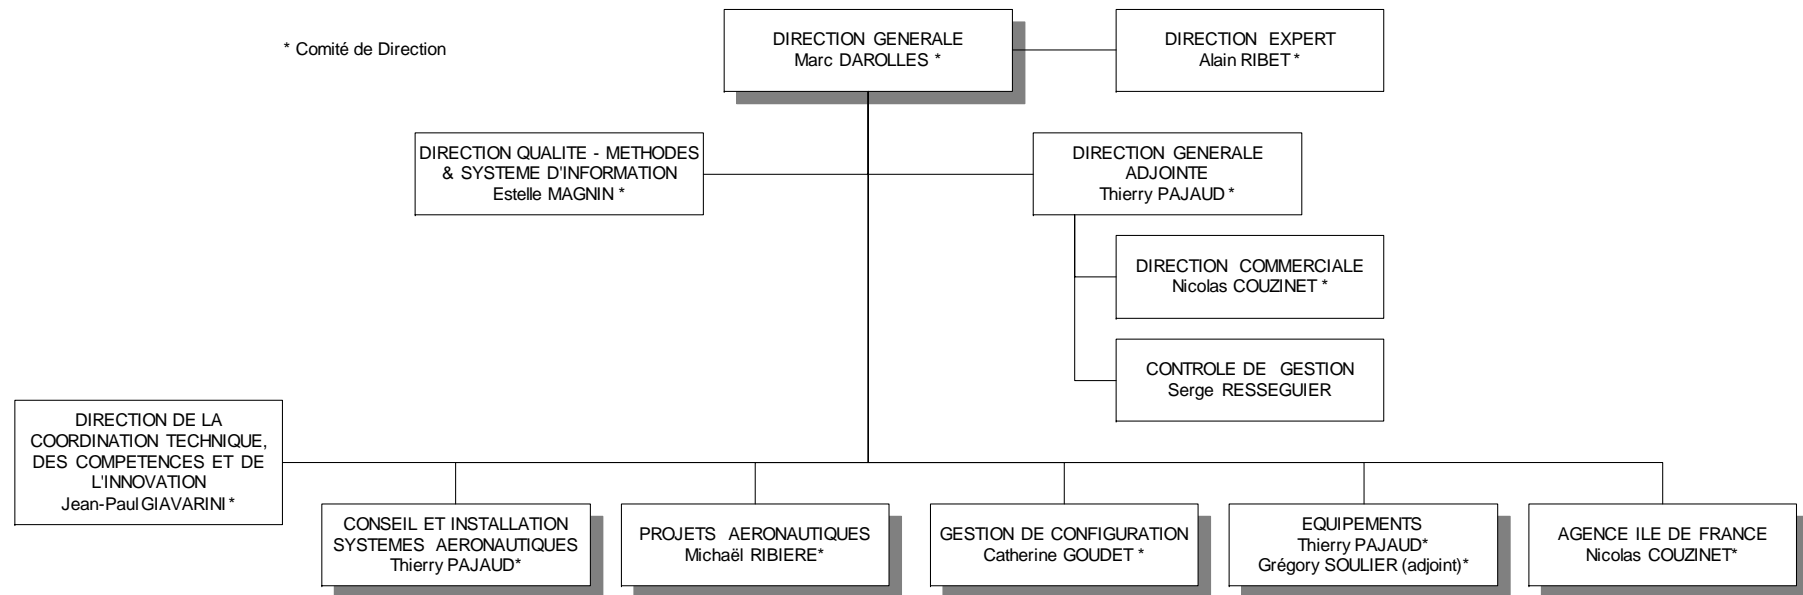 * Comité de Direction
DIRECTION GENERALE
Marc DAROLLES *
DIRECTION EXPERT
Alain RIBET *
DIRECTION QUALITE - METHODES
& SYSTEME D'INFORMATION
Estelle MAGNIN *
DIRECTION GENERALE
ADJOINTE
Thierry PAJAUD *
DIRECTION COMMERCIALE
Nicolas COUZINET *
CONTROLE DE GESTION
Serge RESSEGUIER
DIRECTION DE LA
COORDINATION TECHNIQUE,
DES COMPETENCES ET DE
L'INNOVATION
Jean-Paul GIAVARINI *
CONSEIL ET INSTALLATION
SYSTEMES AERONAUTIQUES
Thierry PAJAUD*
PROJETS AERONAUTIQUES
Michaël RIBIERE*
GESTION DE CONFIGURATION
Catherine GOUDET *
EQUIPEMENTS
Thierry PAJAUD*
Grégory SOULIER (adjoint)*
AGENCE ILE DE FRANCE
Nicolas COUZINET*